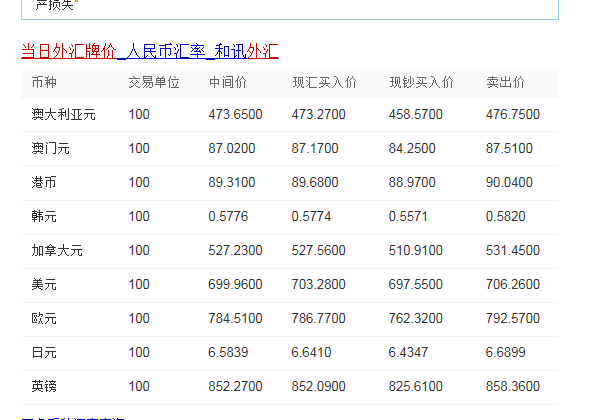 产损失"
当日外汇牌价_人民币汇率_和讯外汇
币种 交易单位 中间价 现汇买入价 现钞买入价 卖出价
澳大利亚元 100 473.6500 473.2700 458.5700 476.7500
澳门元 100 87.0200 87.1700 84.2500 87.5100
港币 100 89.3100 89.6800 88.9700 90.0400
韩元 100 0.5776 0.5774 0.5571 0.5820
加拿大元 100 527.2300 527.5600 510.9100 531.4500
美元 100 699.9600 703.2800 697.5500 706.2600
欧元 100 784.5100 786.7700 762.3200 792.5700
日元 100 6.5839 6.6410 6.4347 6.6899
英镑 100 852.2700 852.0900 825.6100 858.3600